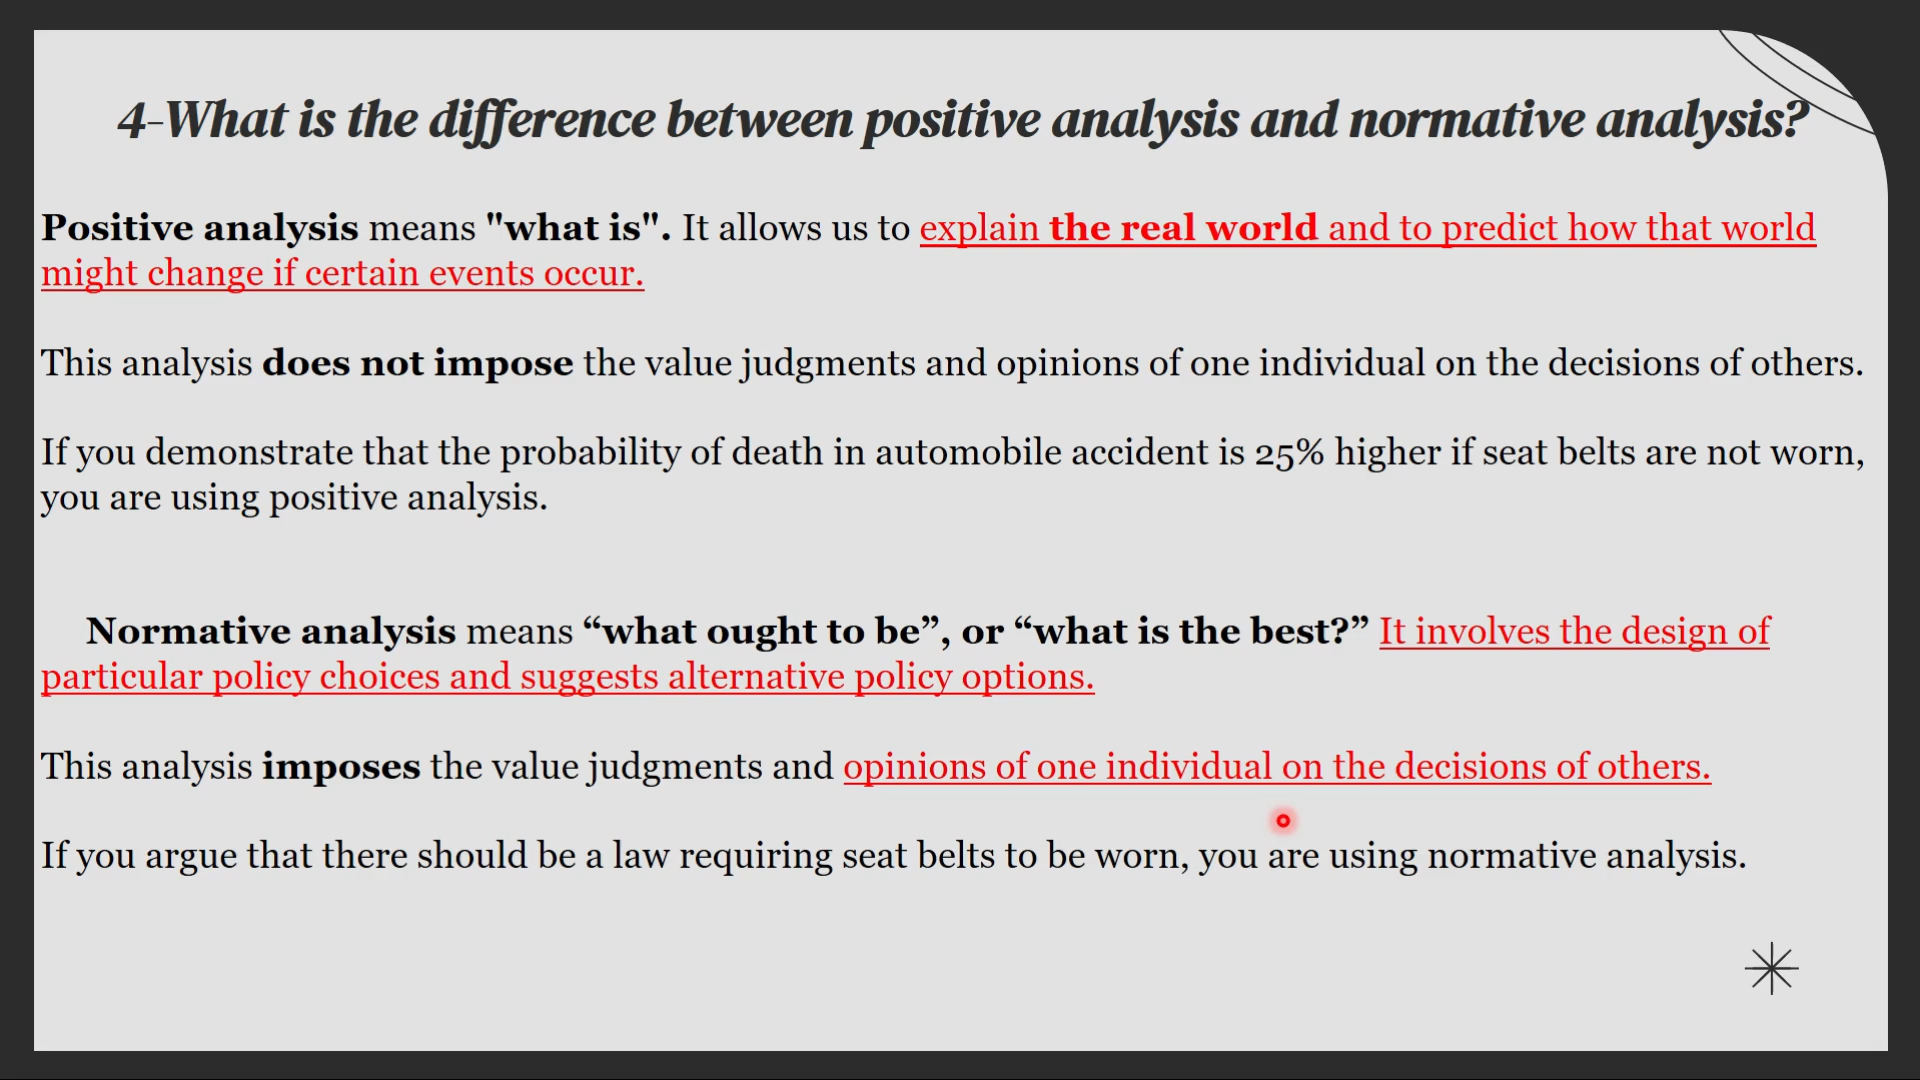 4-What is the difference between positive analysis and normative analysis?
Positive analysis means "what is". It allows us to explain the real world and to predict how that world
might change if certain events occur.
This analysis does not impose the value judgments and opinions of one individual on the decisions of others.
If you demonstrate that the probability of death in automobile accident is 25% higher if seat belts are not worn,
you are using positive analysis.
Normative analysis means “what ought to be”, or “what is the best?” It involves the design of
particular policy choices and suggests alternative policy options.
This analysis imposes the value judgments and opinions of one individual on the decisions of others.
If you argue that there should be a law requiring seat belts to be worn, you are using normative analysis.